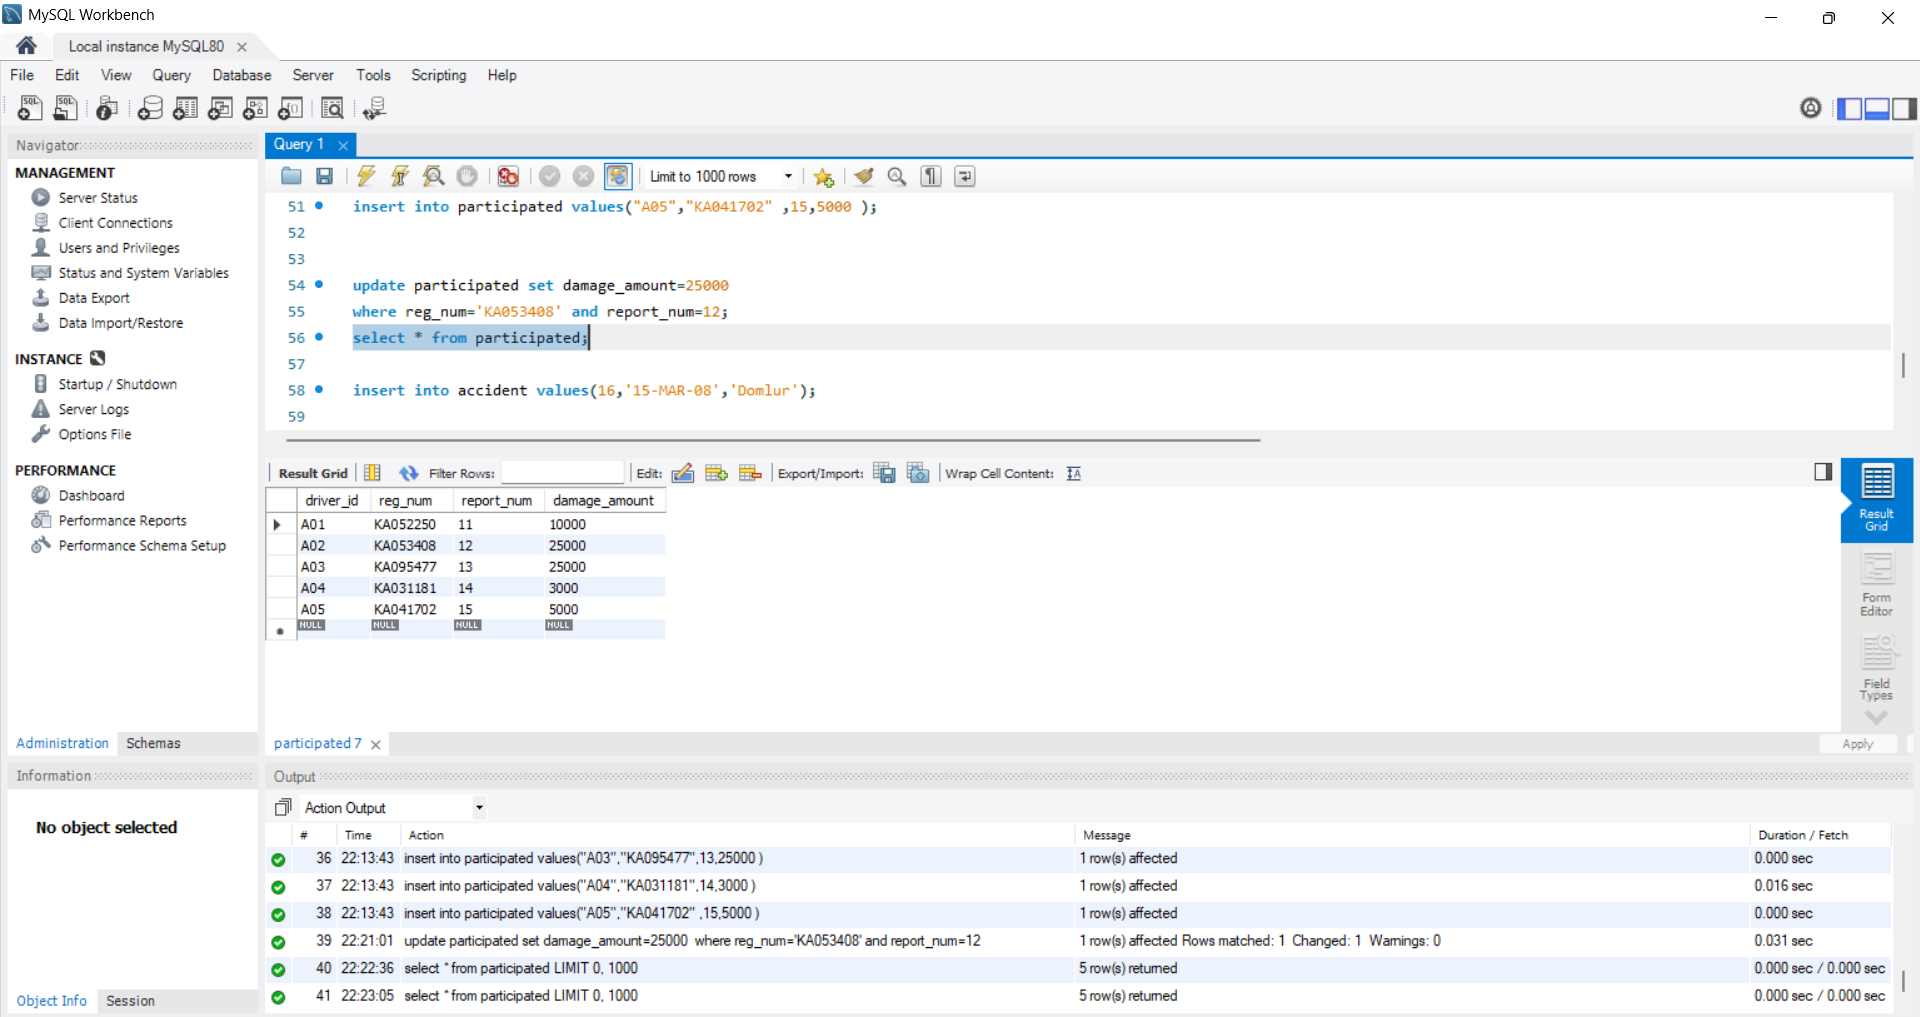 MySQL Workbench
Local instance MySQL80
File Edit View Query Database Server Tools Scripting Help
Navigator
MANAGEMENT
Server Status
Client Connections
Users and Privileges
Status and System Variables
Data Export
Data Import/Restore
INSTANCE
Startup / Shutdown
Server Logs
Options File
PERFORMANCE
Dashboard
Performance Reports
Performance Schema Setup
Administration Schemas
Information
No object selected
Object Info Session
Query 1
Limit to 1000 rows
51 insert into participated values("A05","KA041702" ,15,5000 );
52
53
54 update participated set damage_amount=25000
55 where reg_num='KA053408' and report_num=12;
56 select * from participated;
57
58 insert into accident values(16,'15-MAR-08','Domlur');
59
Result Grid Filter Rows: Edit: Export/Import: Wrap Cell Content:
driver_id reg_num report_num damage_amount
A01 KA052250 11 10000
A02 KA053408 12 25000
A03 KA095477 13 25000
A04 KA031181 14 3000
A05 KA041702 15 5000
NULL NULL NULL NULL
Result
Grid
Form
Editor
Field
Types
participated 7
Apply
Output
Action Output
# Time Action Message Duration / Fetch
36 22:13:43 insert into participated values("A03","KA095477",13,25000 ) 1 row(s) affected 0.000 sec
37 22:13:43 insert into participated values("A04","KA031181",14,3000 ) 1 row(s) affected 0.016 sec
38 22:13:43 insert into participated values("A05","KA041702" ,15,5000 ) 1 row(s) affected 0.000 sec
39 22:21:01 update participated set damage_amount=25000 where reg_num='KA053408' and report_num=12 1 row(s) affected Rows matched: 1 Changed: 1 Warnings: 0 0.031 sec
40 22:22:36 select * from participated LIMIT 0, 1000 5 row(s) returned 0.000 sec / 0.000 sec
41 22:23:05 select * from participated LIMIT 0, 1000 5 row(s) returned 0.000 sec / 0.000 sec